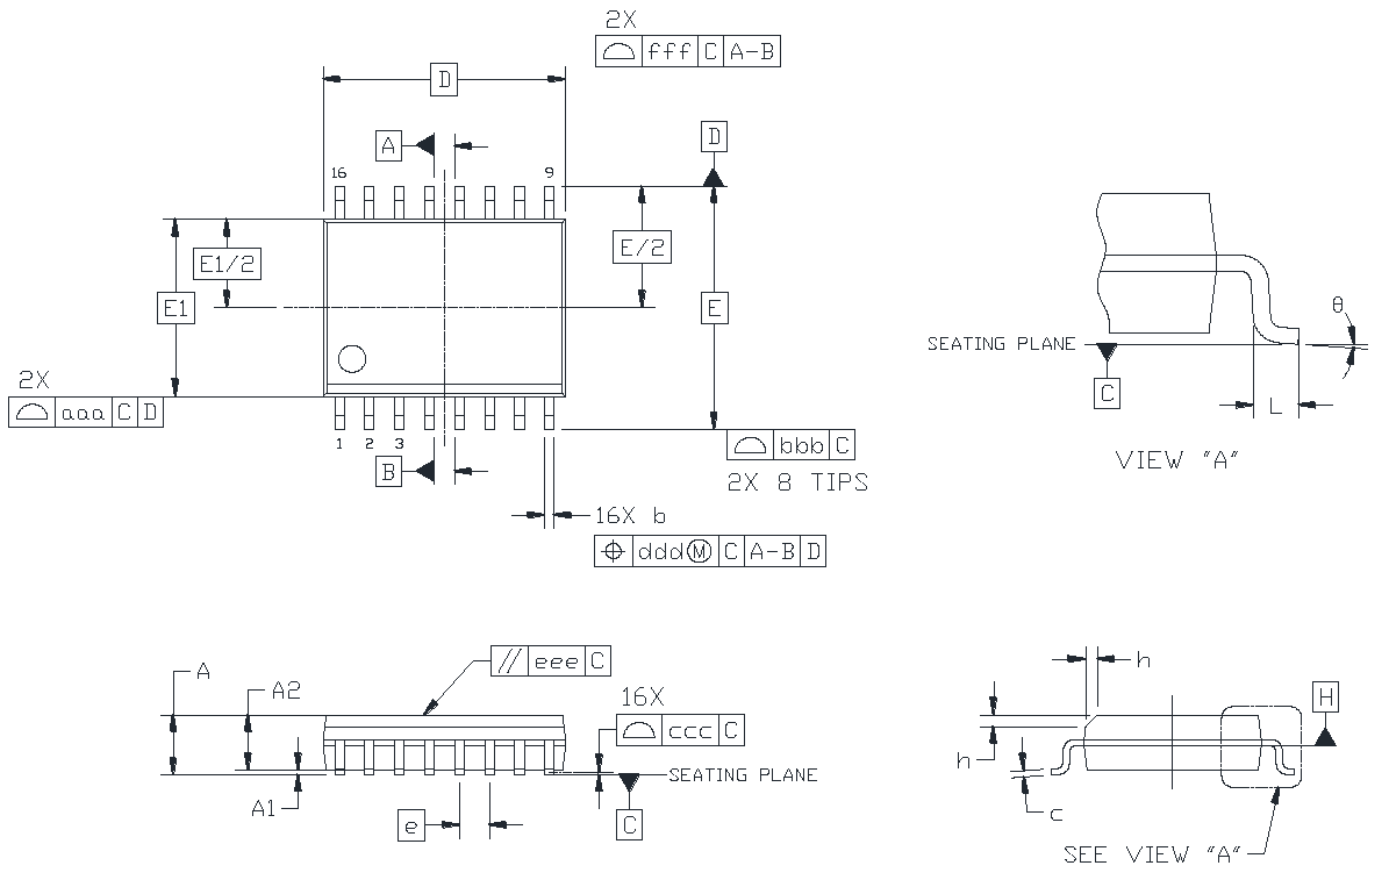 2X
fff C A-B
D
A
D
16 9
E1/2
E/2
E1
E
θ
SEATING PLANE
C
L
2X
aaa C D
1 2 3
B
bbb C
2X 8 TIPS
VIEW "A"
16X b
ddd Ⓜ C A-B D
// eee C
A
A2
16X
ccc C
SEATING PLANE
A1
e
C
h
H
h
c
SEE VIEW "A"